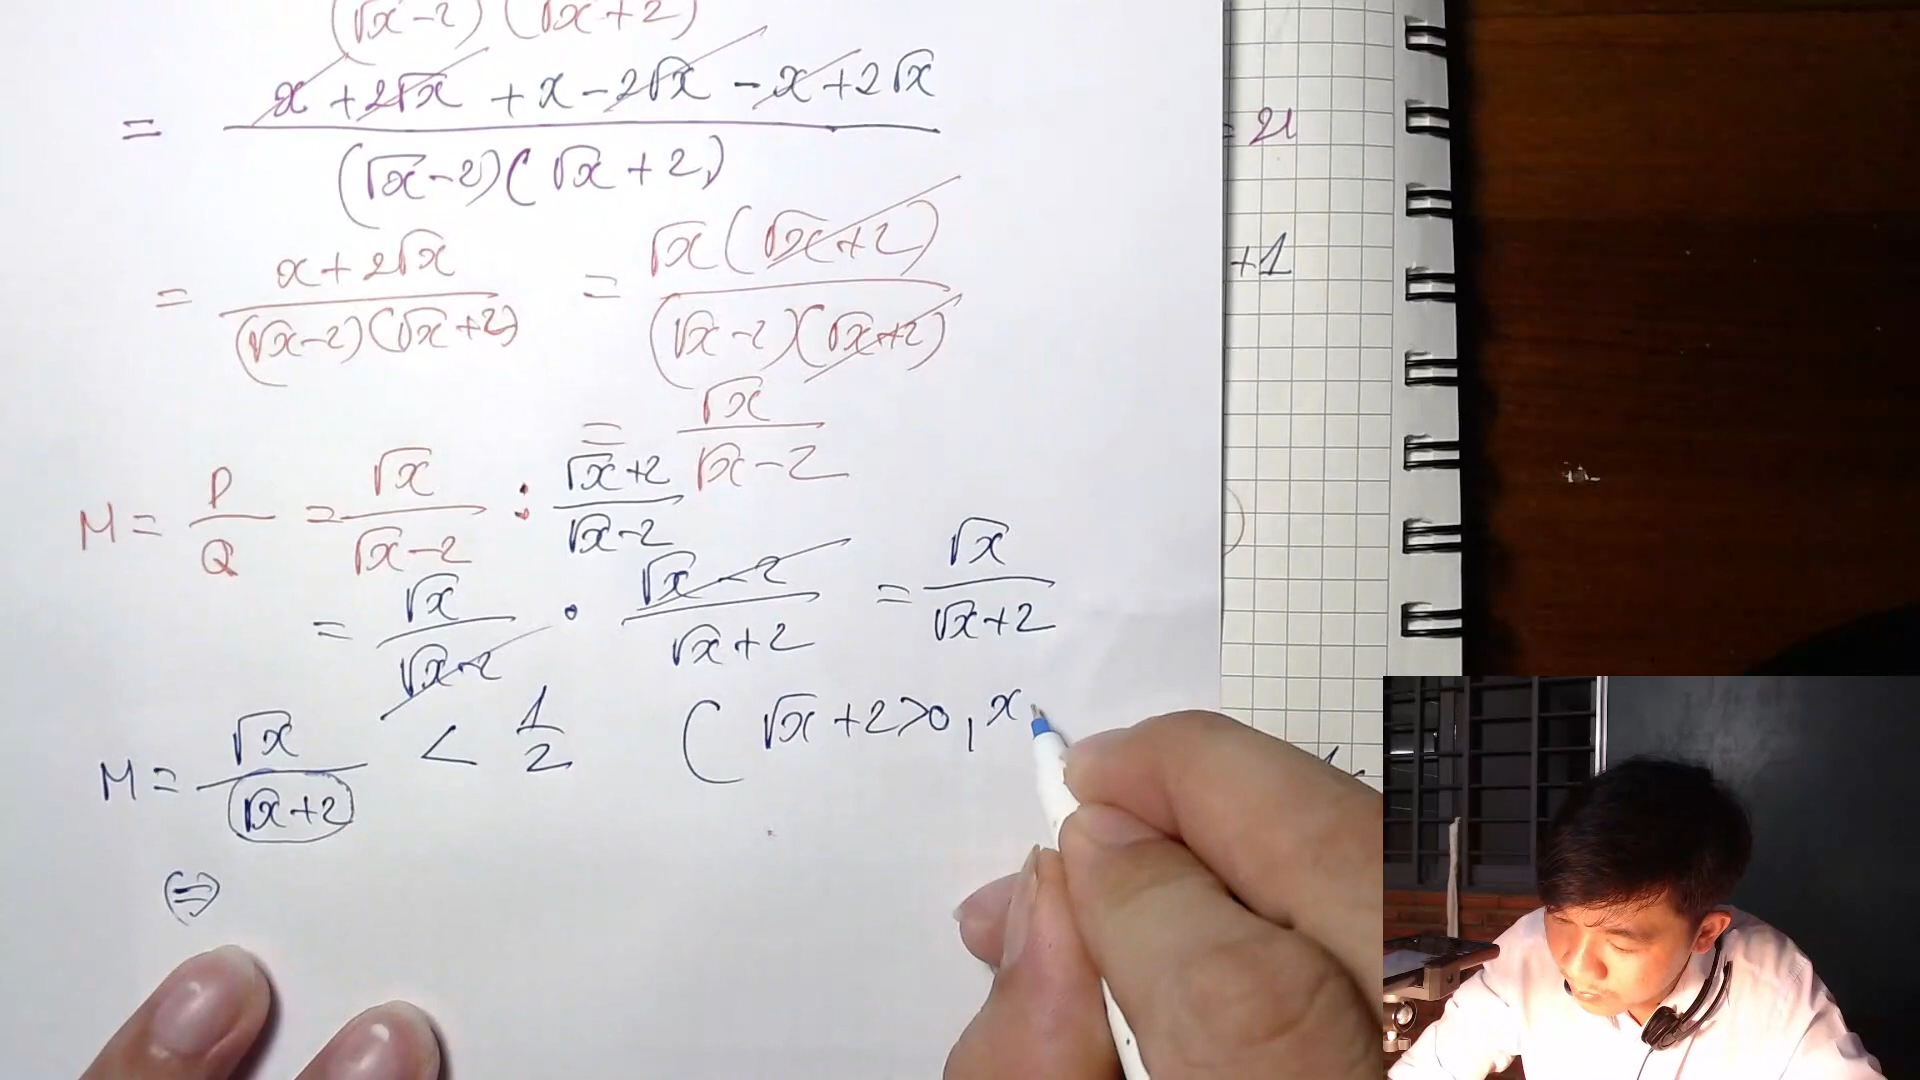 (√x-2) (√x+2)
= x + 2√x + x - 2√x - x + 2√x / (√x-2)(√x+2)
= 21
= x+2√x / (√x-2)(√x+2) = √x(√x+2) / (√x-2)(√x+2)
+1
= √x / √x-2
M = P / Q = √x / √x-2 : √x+2 / √x-2
= √x / √x-2 · √x-2 / √x+2 = √x / √x+2
M = √x / √x+2 < 1 / 2 ( √x+2>0, x
⇔